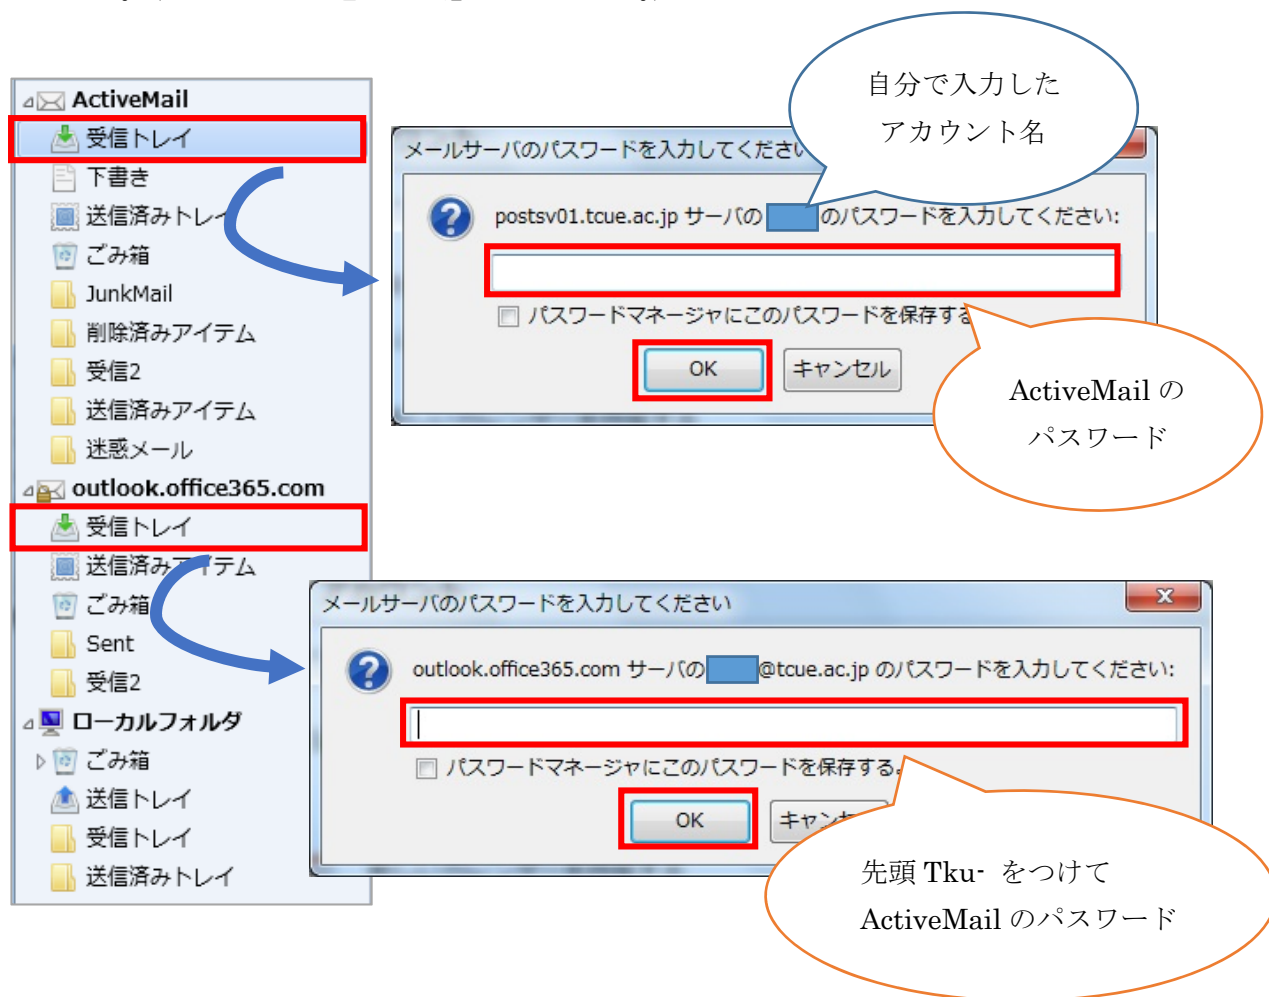 ActiveMail
受信トレイ
下書き
送信済みトレイ
ごみ箱
JunkMail
削除済みアイテム
受信2
送信済みアイテム
迷惑メール
outlook.office365.com
受信トレイ
送信済みアイテム
ごみ箱
Sent
受信2
ローカルフォルダ
ごみ箱
送信トレイ
受信トレイ
送信済みトレイ
自分で入力した
アカウント名
メールサーバのパスワードを入力してください
postsv01.tcue.ac.jp サーバの のパスワードを入力してください:
パスワードマネージャにこのパスワードを保存する
OK
キャンセル
ActiveMail の
パスワード
メールサーバのパスワードを入力してください
outlook.office365.com サーバの @tcue.ac.jp のパスワードを入力してください:
パスワードマネージャにこのパスワードを保存する。
OK
キャンセル
先頭 Tku- をつけて
ActiveMail のパスワード